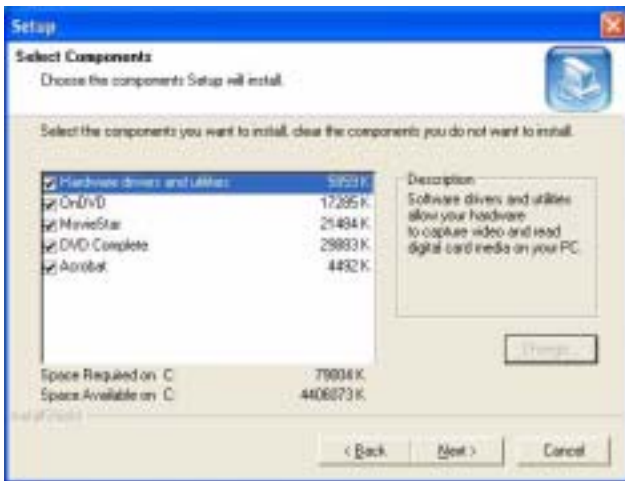 Setup
Select Components
Choose the components Setup will install.
Select the components you want to install, clear the components you do not want to install.
Hardware drivers and utilities
OnDVD 17285 K
MovieStar 21484 K
DVD Complete 29883 K
Acrobat 4492 K
Description
Software drivers and utilities
allow your hardware
to capture video and read
digital card media on your PC.
Change...
Space Required on C: K
Space Available on C: 4406073 K
InstallShield
< Back Next > Cancel